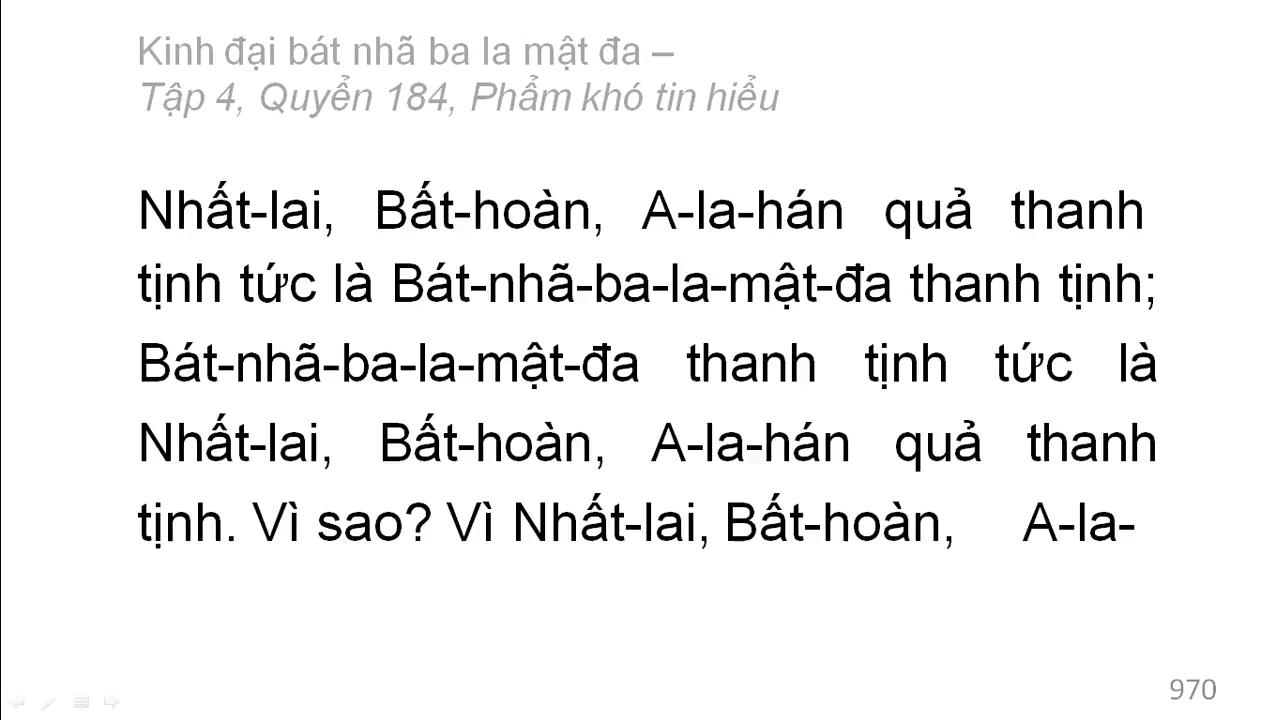 Kinh đại bát nhã ba la mật đa –
Tập 4, Quyển 184, Phẩm khó tin hiểu
Nhất-lai, Bất-hoàn, A-la-hán quả thanh
tịnh tức là Bát-nhã-ba-la-mật-đa thanh tịnh;
Bát-nhã-ba-la-mật-đa thanh tịnh tức là
Nhất-lai, Bất-hoàn, A-la-hán quả thanh
tịnh. Vì sao? Vì Nhất-lai, Bất-hoàn, A-la-
970